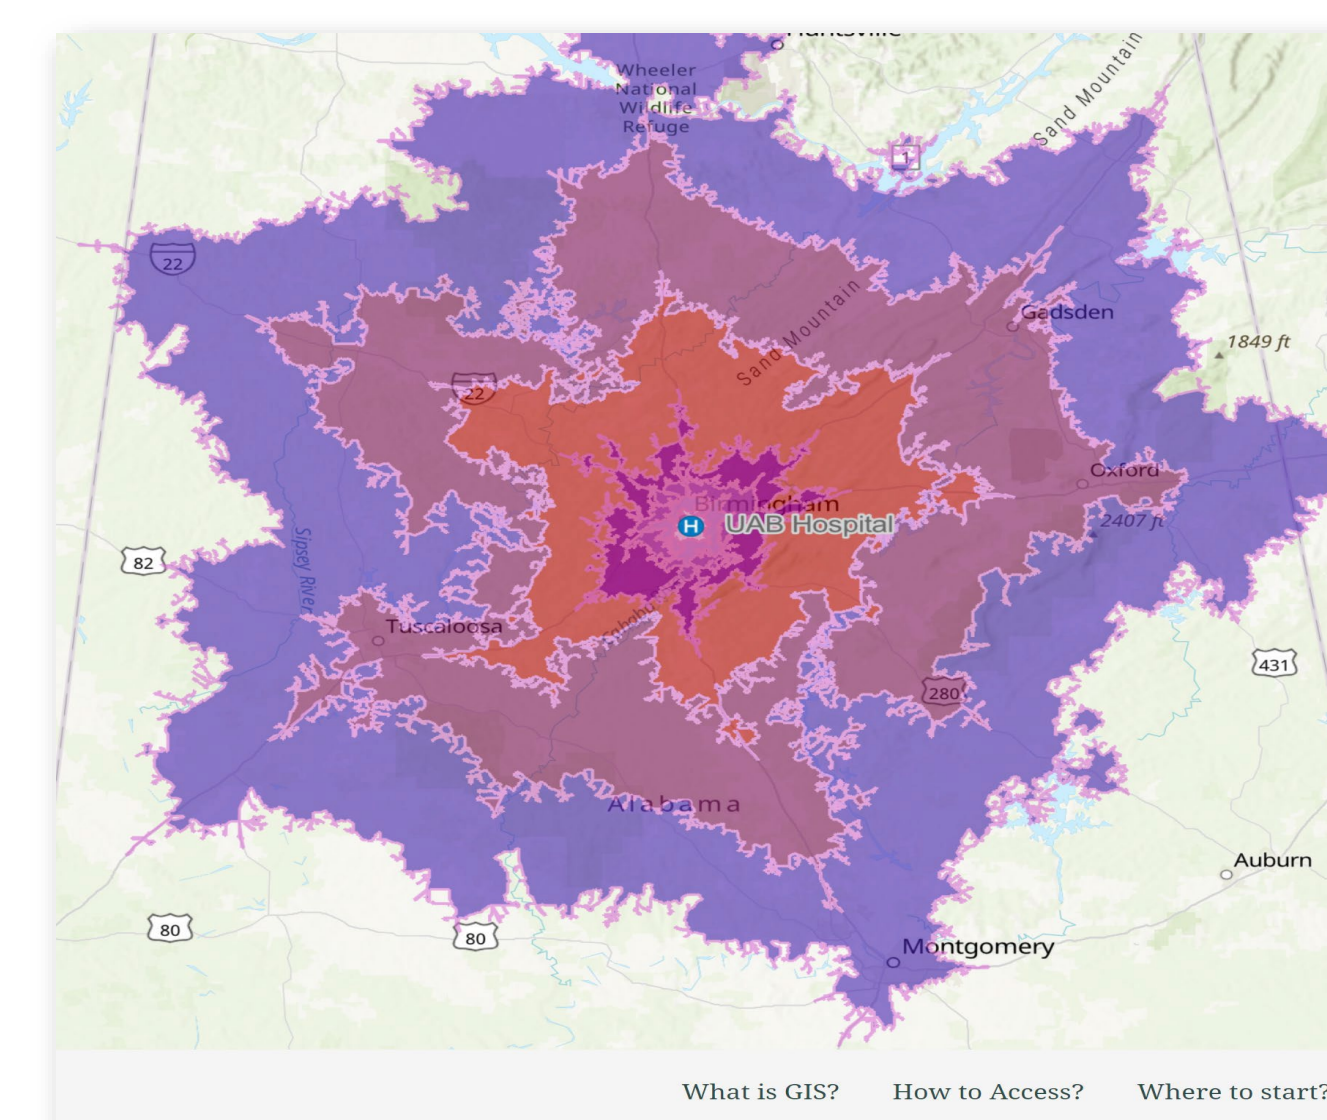 Huntsville
Wheeler
National
Wildlife
Refuge
Sand Mountain
1
22
Gadsden
1849 ft
Sand Mountain
22
Oxford
Birmingham
2407 ft
UAB Hospital
82
Sipsey River
Tuscaloosa
431
280
Alabama
Auburn
80
80
Montgomery
What is GIS?
How to Access?
Where to start?